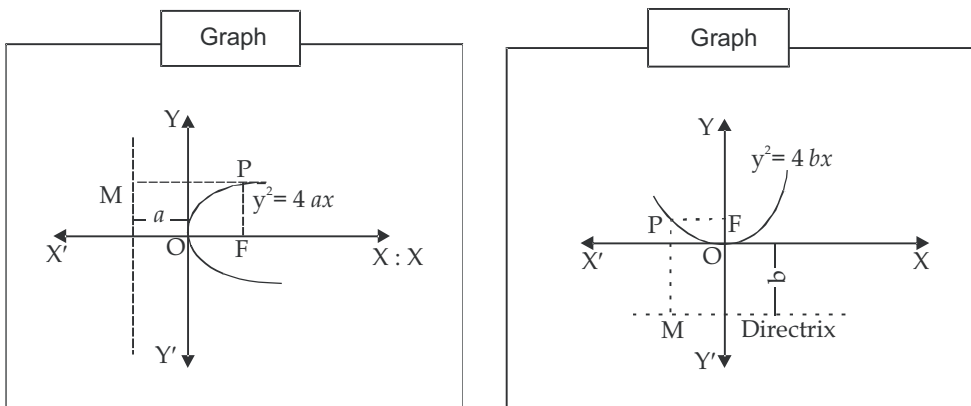 Graph
Y
M
P
y²= 4 ax
a
X′
O
F
X : X
Y′
Graph
Y
y²= 4 bx
P
F
X′
O
X
b
M
Directrix
Y′